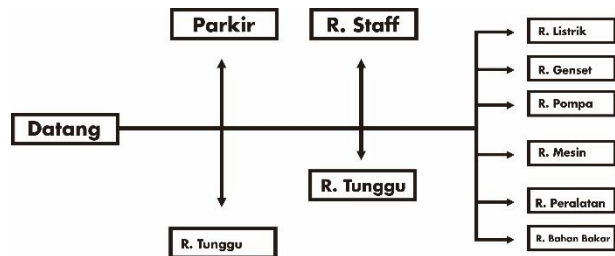 Parkir
R. Staff
R. Listrik
R. Genset
R. Pompa
Datang
R. Mesin
R. Tunggu
R. Peralatan
R. Tunggu
R. Bahan Bakar